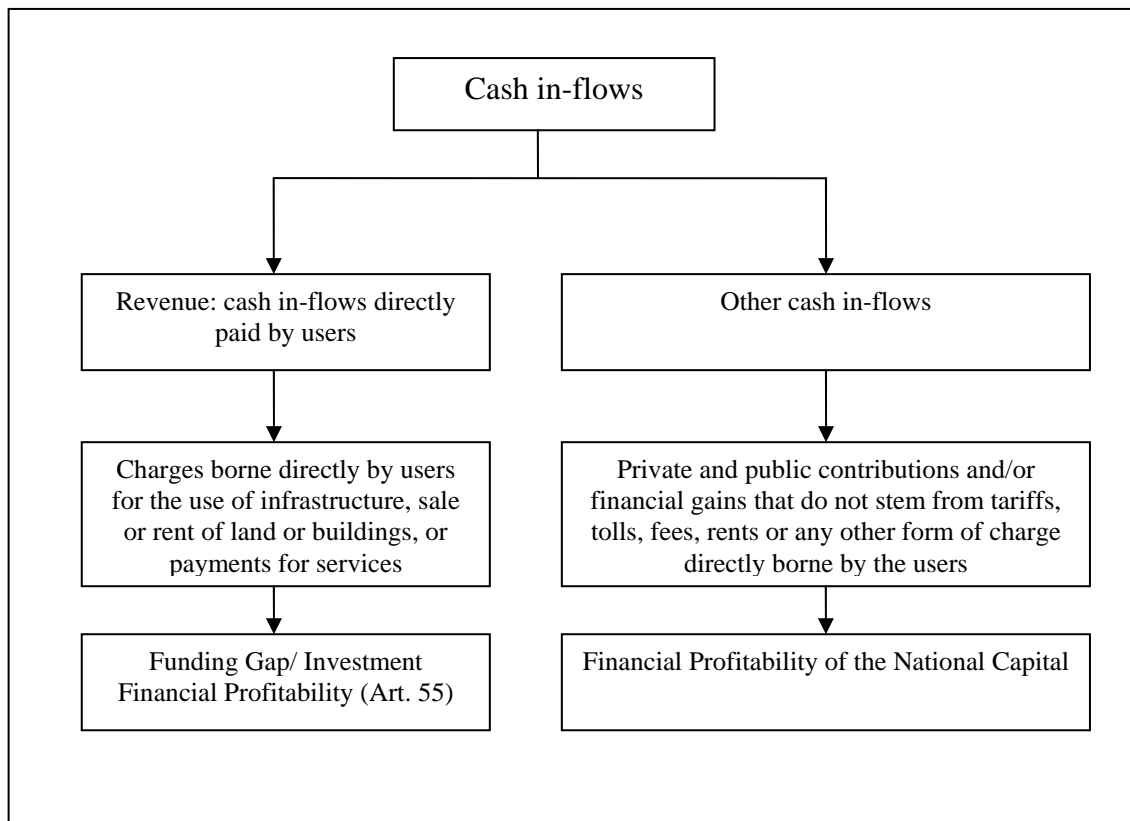 Cash in-flows
Revenue: cash in-flows directly
paid by users
Other cash in-flows
Charges borne directly by users
for the use of infrastructure, sale
or rent of land or buildings, or
payments for services
Private and public contributions and/or
financial gains that do not stem from tariffs,
tolls, fees, rents or any other form of charge
directly borne by the users
Funding Gap/ Investment
Financial Profitability (Art. 55)
Financial Profitability of the National Capital